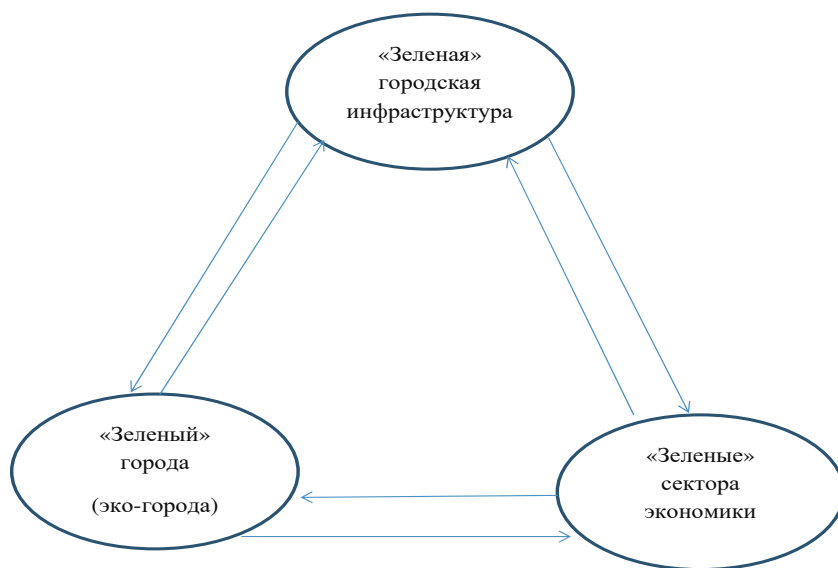 «Зеленая»
городская
инфраструктура
«Зеленый»
города
(эко-города)
«Зеленые»
сектора
экономики